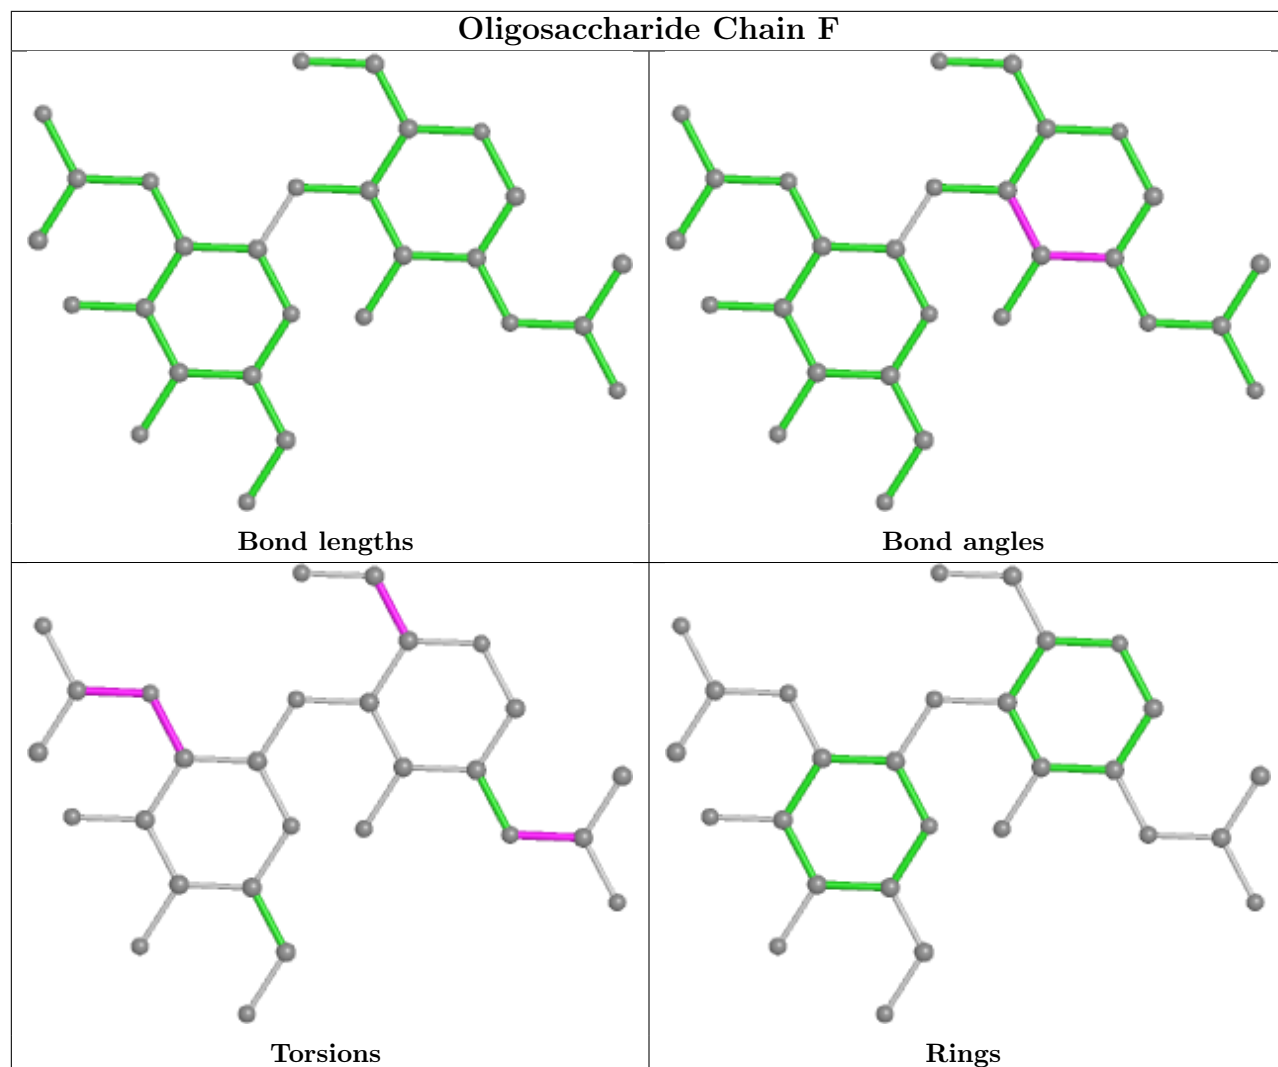 Oligosaccharide Chain F
Bond lengths
Bond angles
Torsions
Rings